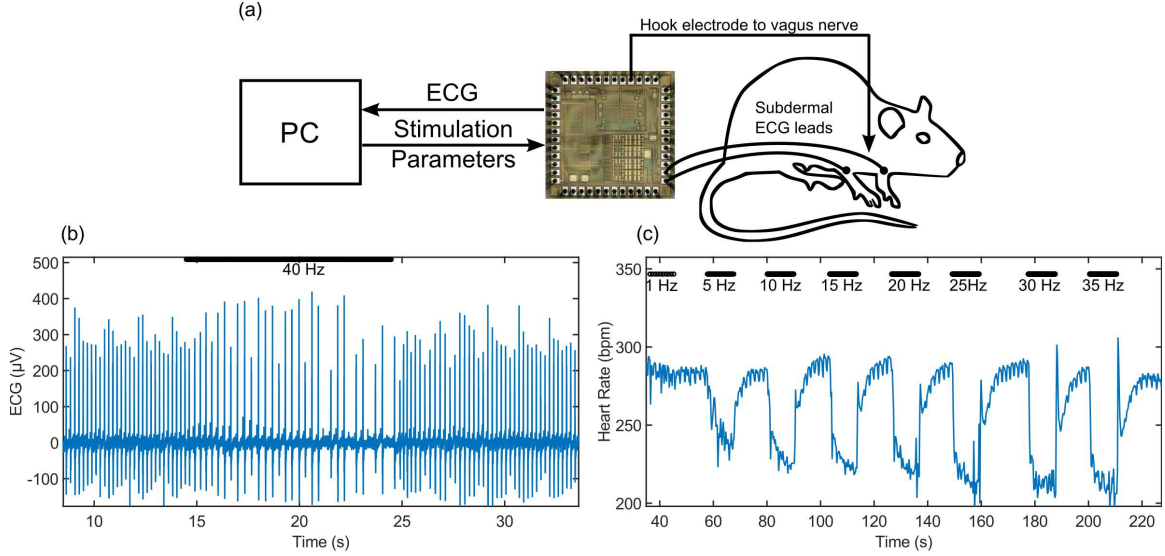 (a)
Hook electrode to vagus nerve
PC
ECG
Stimulation
Parameters
Subdermal
ECG leads
(b)
500
400
300
200
100
0
-100
ECG (µV)
40 Hz
10 15 20 25 30
Time (s)
(c)
350
300
250
200
Heart Rate (bpm)
1 Hz 5 Hz 10 Hz 15 Hz 20 Hz 25Hz 30 Hz 35 Hz
40 60 80 100 120 140 160 180 200 220
Time (s)